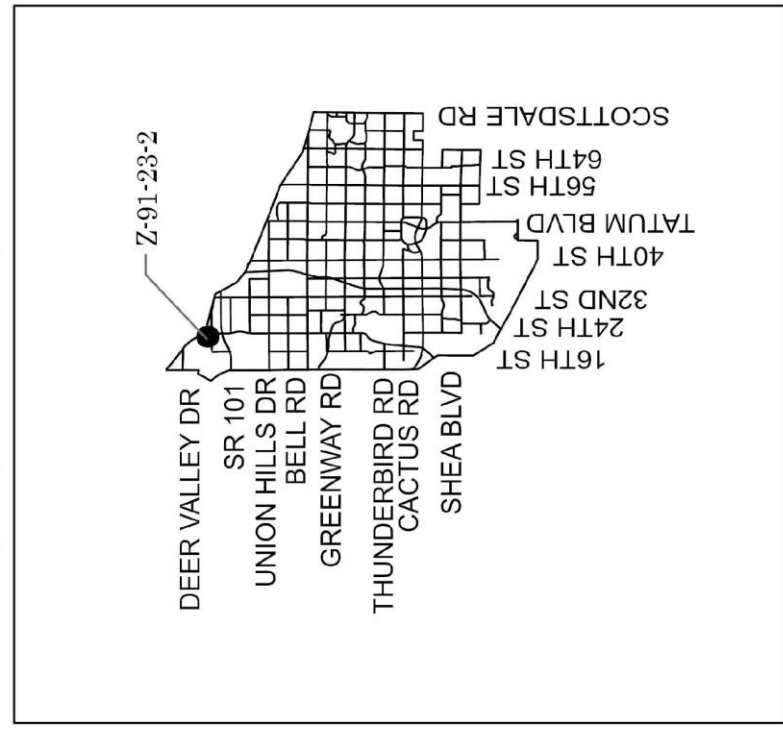 Z-91-23-2
DEER VALLEY DR
SR 101
UNION HILLS DR
BELL RD
GREENWAY RD
THUNDERBIRD RD
CACTUS RD
SHEA BLVD
SCOTTSDALE RD
64TH ST
56TH ST
TATUM BLVD
40TH ST
32ND ST
24TH ST
16TH ST